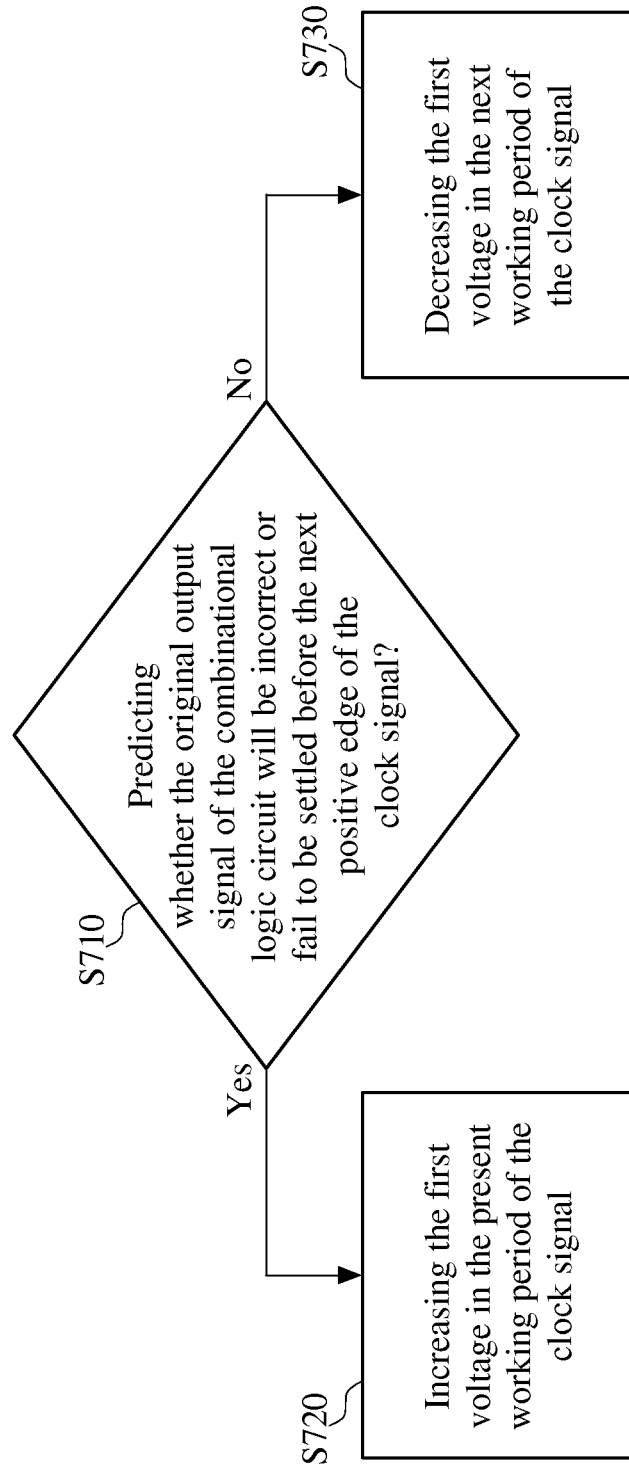 S710
Predicting
whether the original output
signal of the combinational
logic circuit will be incorrect or
fail to be settled before the next
positive edge of the
clock signal?
Yes
No
S720
Increasing the first
voltage in the present
working period of the
clock signal
S730
Decreasing the first
voltage in the next
working period of
the clock signal